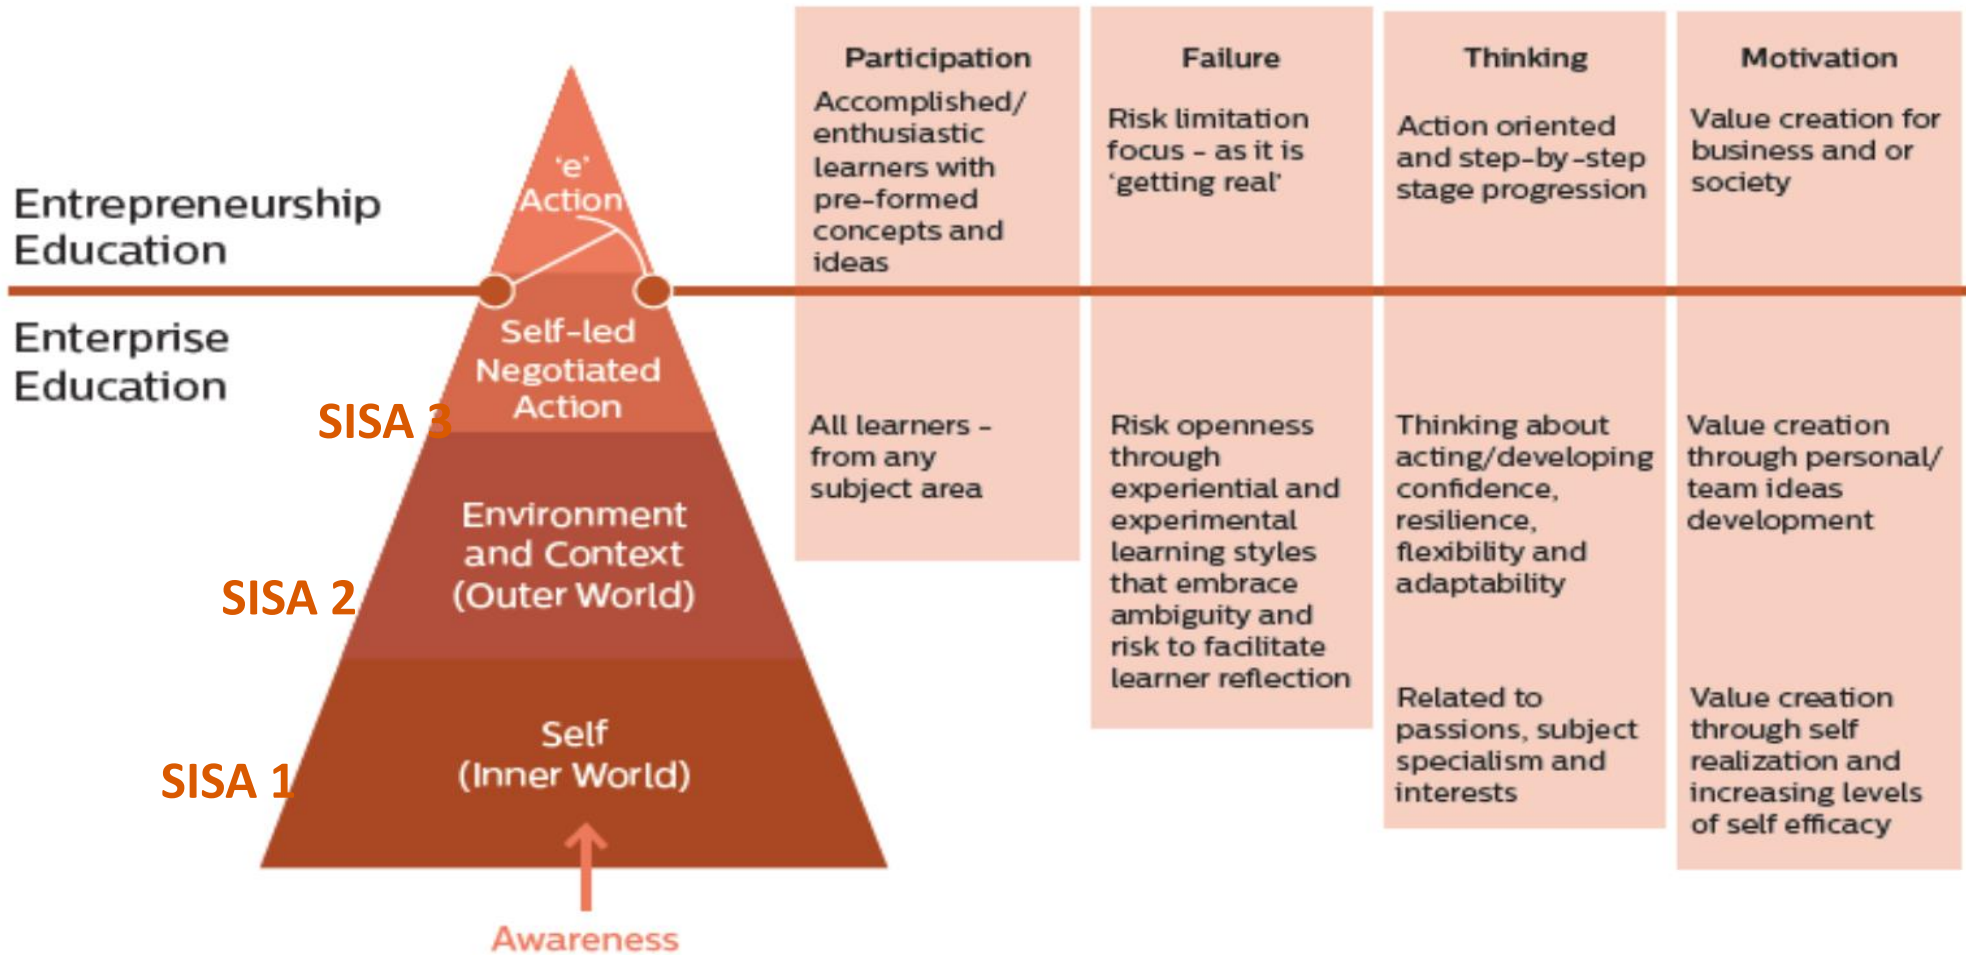 Entrepreneurship
Education
Enterprise
Education
'e'
Action
Self-led
Negotiated
Action
SISA 3
Environment
and Context
(Outer World)
SISA 2
Self
(Inner World)
SISA 1
Awareness
Participation
Accomplished/
enthusiastic
learners with
pre-formed
concepts and
ideas
All learners -
from any
subject area
Failure
Risk limitation
focus - as it is
'getting real'
Risk openness
through
experiential and
experimental
learning styles
that embrace
ambiguity and
risk to facilitate
learner reflection
Thinking
Action oriented
and step-by-step
stage progression
Thinking about
acting/developing
confidence,
resilience,
flexibility and
adaptability
Related to
passions, subject
specialism and
interests
Motivation
Value creation for
business and or
society
Value creation
through personal/
team ideas
development
Value creation
through self
realization and
increasing levels
of self efficacy